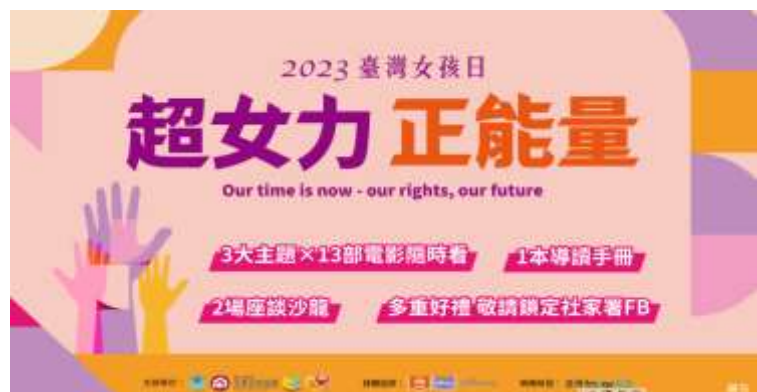 2023 臺灣女孩日
超女力 正能量
Our time is now - our rights, our future
3大主題×13部電影隨時看
1本導讀手冊
2場座談沙龍
多重好禮 敬請鎖定社家署FB